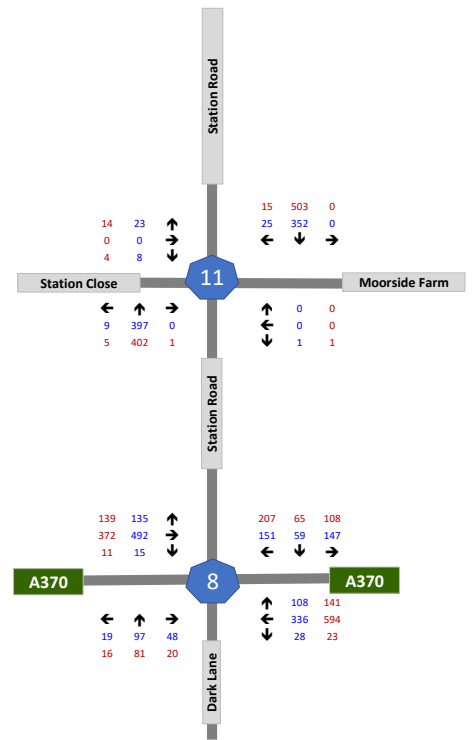 Station Road
15 503 0
25 352 0
← ↓ →
14 23 ↑
0 0 →
4 8 ↓
Station Close
11
Moorside Farm
← ↑ →
9 397 0
5 402 1
↑ 0 0
← 0 0
↓ 1 1
Station Road
139 135 ↑
372 492 →
11 15 ↓
207 65 108
151 59 147
← ↓ →
A370
8
A370
← ↑ →
19 97 48
16 81 20
↑ 108 141
← 336 594
↓ 28 23
Dark Lane